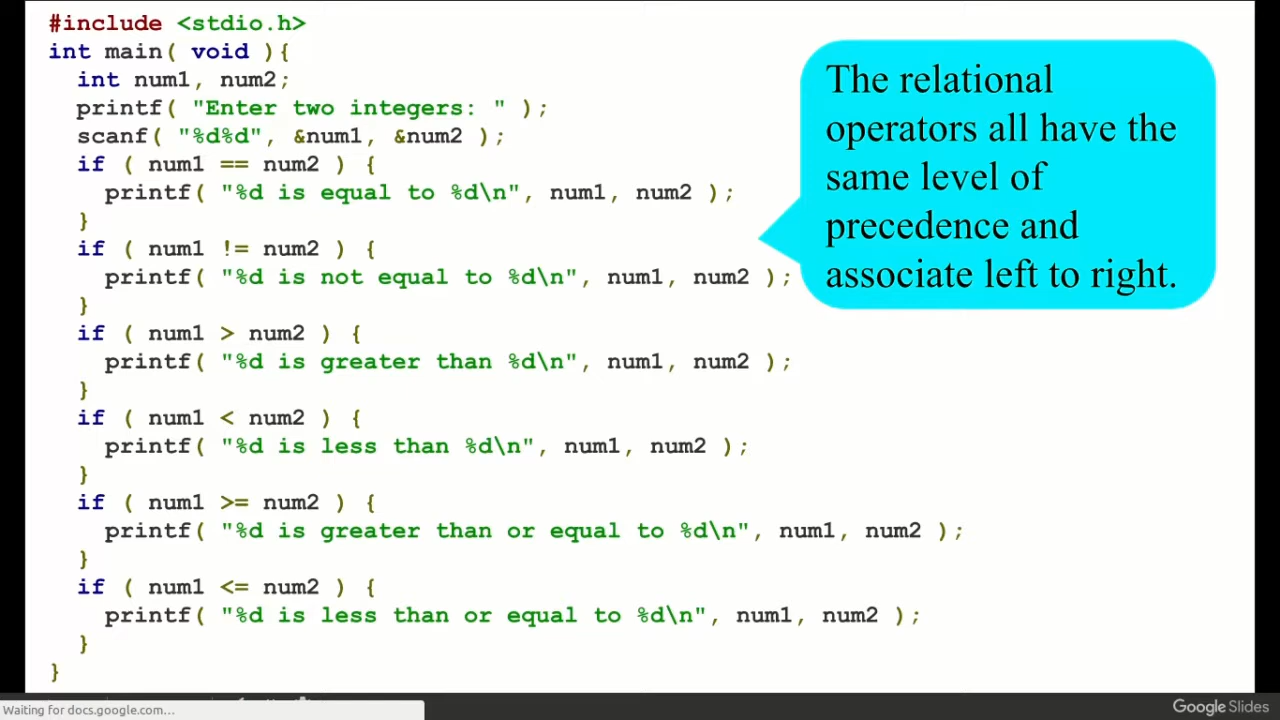 #include <stdio.h>
int main( void ){
  int num1, num2;
  printf( "Enter two integers: " );
  scanf( "%d%d", &num1, &num2 );
  if ( num1 == num2 ) {
    printf( "%d is equal to %d\n", num1, num2 );
  }
  if ( num1 != num2 ) {
    printf( "%d is not equal to %d\n", num1, num2 );
  }
  if ( num1 > num2 ) {
    printf( "%d is greater than %d\n", num1, num2 );
  }
  if ( num1 < num2 ) {
    printf( "%d is less than %d\n", num1, num2 );
  }
  if ( num1 >= num2 ) {
    printf( "%d is greater than or equal to %d\n", num1, num2 );
  }
  if ( num1 <= num2 ) {
    printf( "%d is less than or equal to %d\n", num1, num2 );
  }
}
The relational
operators all have the
same level of
precedence and
associate left to right.
Waiting for docs.google.com...
Google Slides